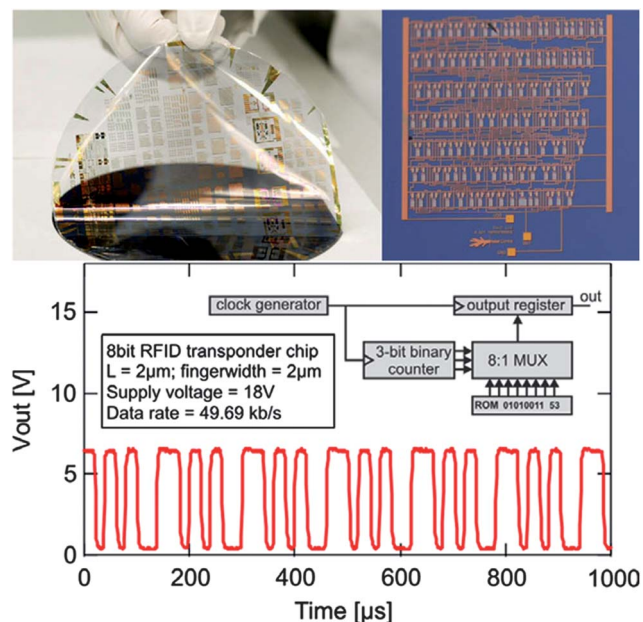 clock generator
output register
out
3-bit binary
counter
8:1 MUX
ROM 01010011 53
8bit RFID transponder chip
L = 2µm; fingerwidth = 2µm
Supply voltage = 18V
Data rate = 49.69 kb/s
Vout [V]
15
10
5
0
0 200 400 600 800 1000
Time [µs]